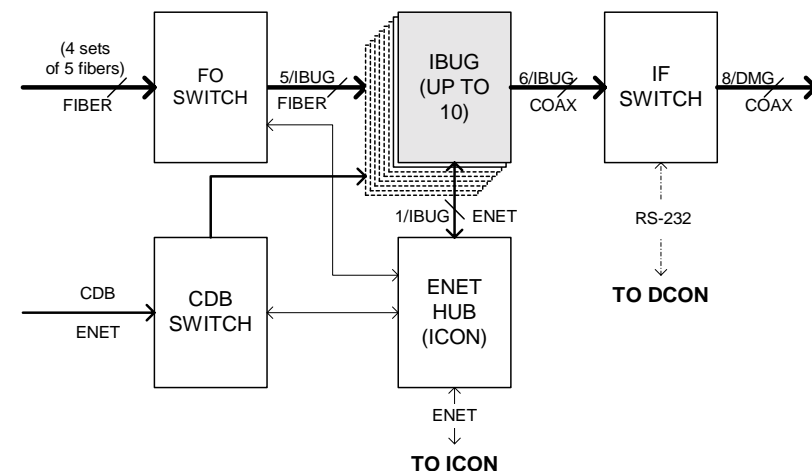 (4 sets
of 5 fibers)
FIBER
FO
SWITCH
5/IBUG
FIBER
IBUG
(UP TO
10)
6/IBUG
COAX
IF
SWITCH
8/DMG
COAX
1/IBUG
ENET
RS-232
TO DCON
CDB
ENET
CDB
SWITCH
ENET
HUB
(ICON)
ENET
TO ICON